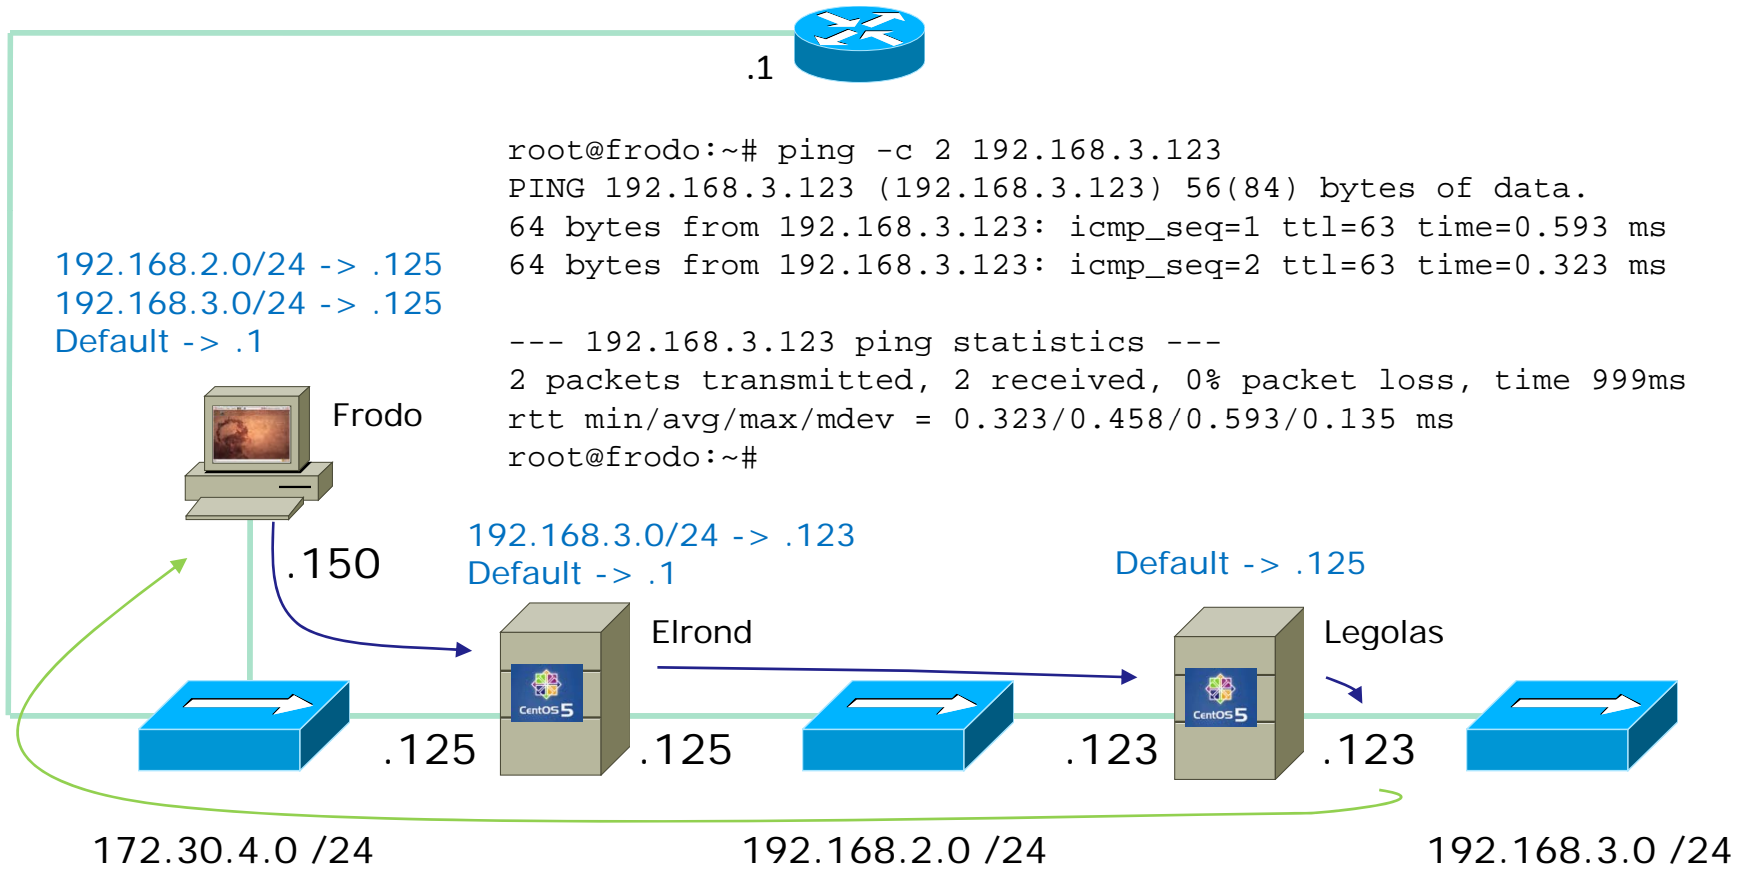 .1
root@frodo:~# ping -c 2 192.168.3.123
PING 192.168.3.123 (192.168.3.123) 56(84) bytes of data.
64 bytes from 192.168.3.123: icmp_seq=1 ttl=63 time=0.593 ms
64 bytes from 192.168.3.123: icmp_seq=2 ttl=63 time=0.323 ms
--- 192.168.3.123 ping statistics ---
2 packets transmitted, 2 received, 0% packet loss, time 999ms
rtt min/avg/max/mdev = 0.323/0.458/0.593/0.135 ms
root@frodo:~#
192.168.2.0/24 -> .125
192.168.3.0/24 -> .125
Default -> .1
Frodo
.150
192.168.3.0/24 -> .123
Default -> .1
Default -> .125
Elrond
Legolas
CentOS 5
CentOS 5
.125
.125
.123
.123
172.30.4.0 /24
192.168.2.0 /24
192.168.3.0 /24